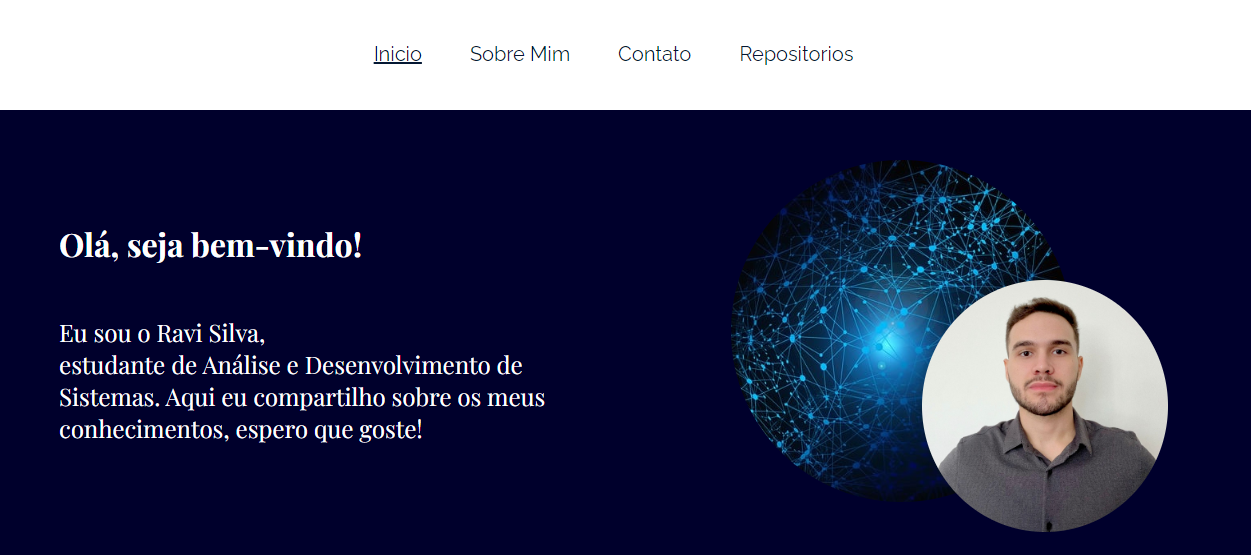 Inicio Sobre Mim Contato Repositorios
Olá, seja bem-vindo!
Eu sou o Ravi Silva,
estudante de Análise e Desenvolvimento de
Sistemas. Aqui eu compartilho sobre os meus
conhecimentos, espero que goste!